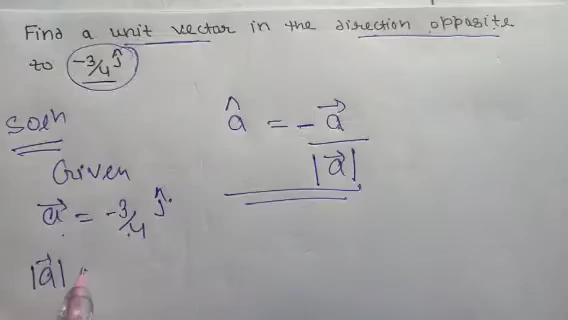 Find a unit vector in the direction opposite
to -3/4 ĵ
Soln
Given
a⃗ = -3/4 ĵ.
|a⃗|
â = - a⃗ / |a⃗|